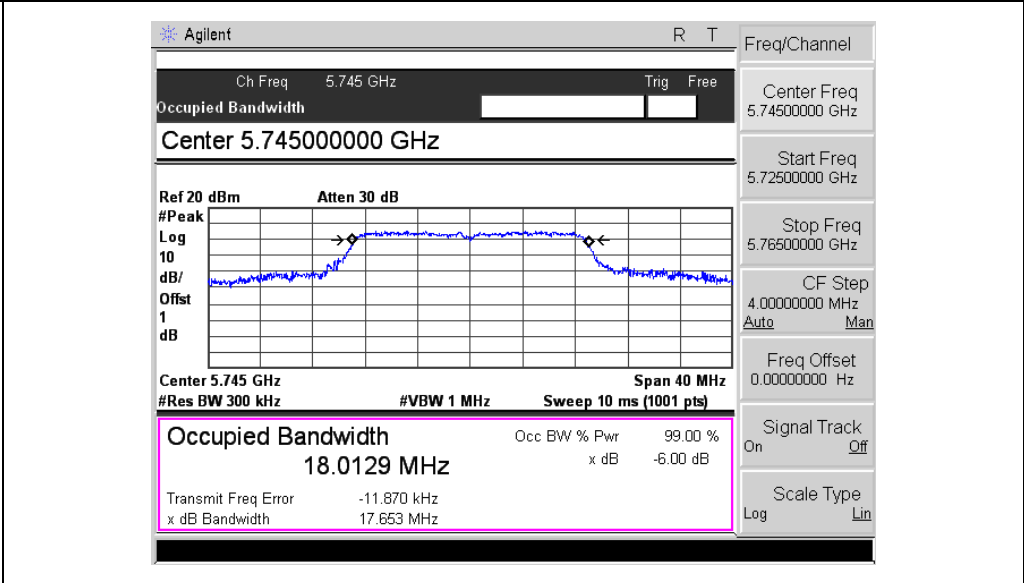 Agilent R T
Ch Freq 5.745 GHz Trig Free
Occupied Bandwidth
Center 5.745000000 GHz
Ref 20 dBm Atten 30 dB
#Peak
Log
10
dB/
Offst
1
dB
Center 5.745 GHz Span 40 MHz
#Res BW 300 kHz #VBW 1 MHz Sweep 10 ms (1001 pts)
Occupied Bandwidth Occ BW % Pwr 99.00 %
18.0129 MHz x dB -6.00 dB
Transmit Freq Error -11.870 kHz
x dB Bandwidth 17.653 MHz
Freq/Channel
Center Freq
5.74500000 GHz
Start Freq
5.72500000 GHz
Stop Freq
5.76500000 GHz
CF Step
4.00000000 MHz
Auto Man
Freq Offset
0.00000000 Hz
Signal Track
On Off
Scale Type
Log Lin